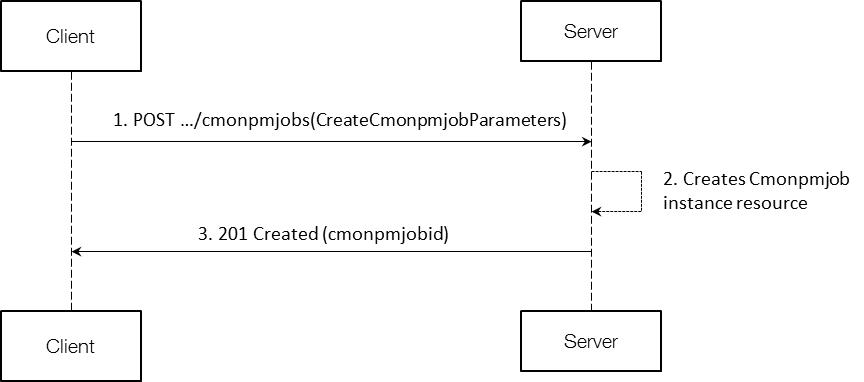 Client
Server
1. POST .../cmonpmjobs(CreateCmonpmjobParameters)
2. Creates Cmonpmjob
instance resource
3. 201 Created (cmonpmjobid)
Client
Server